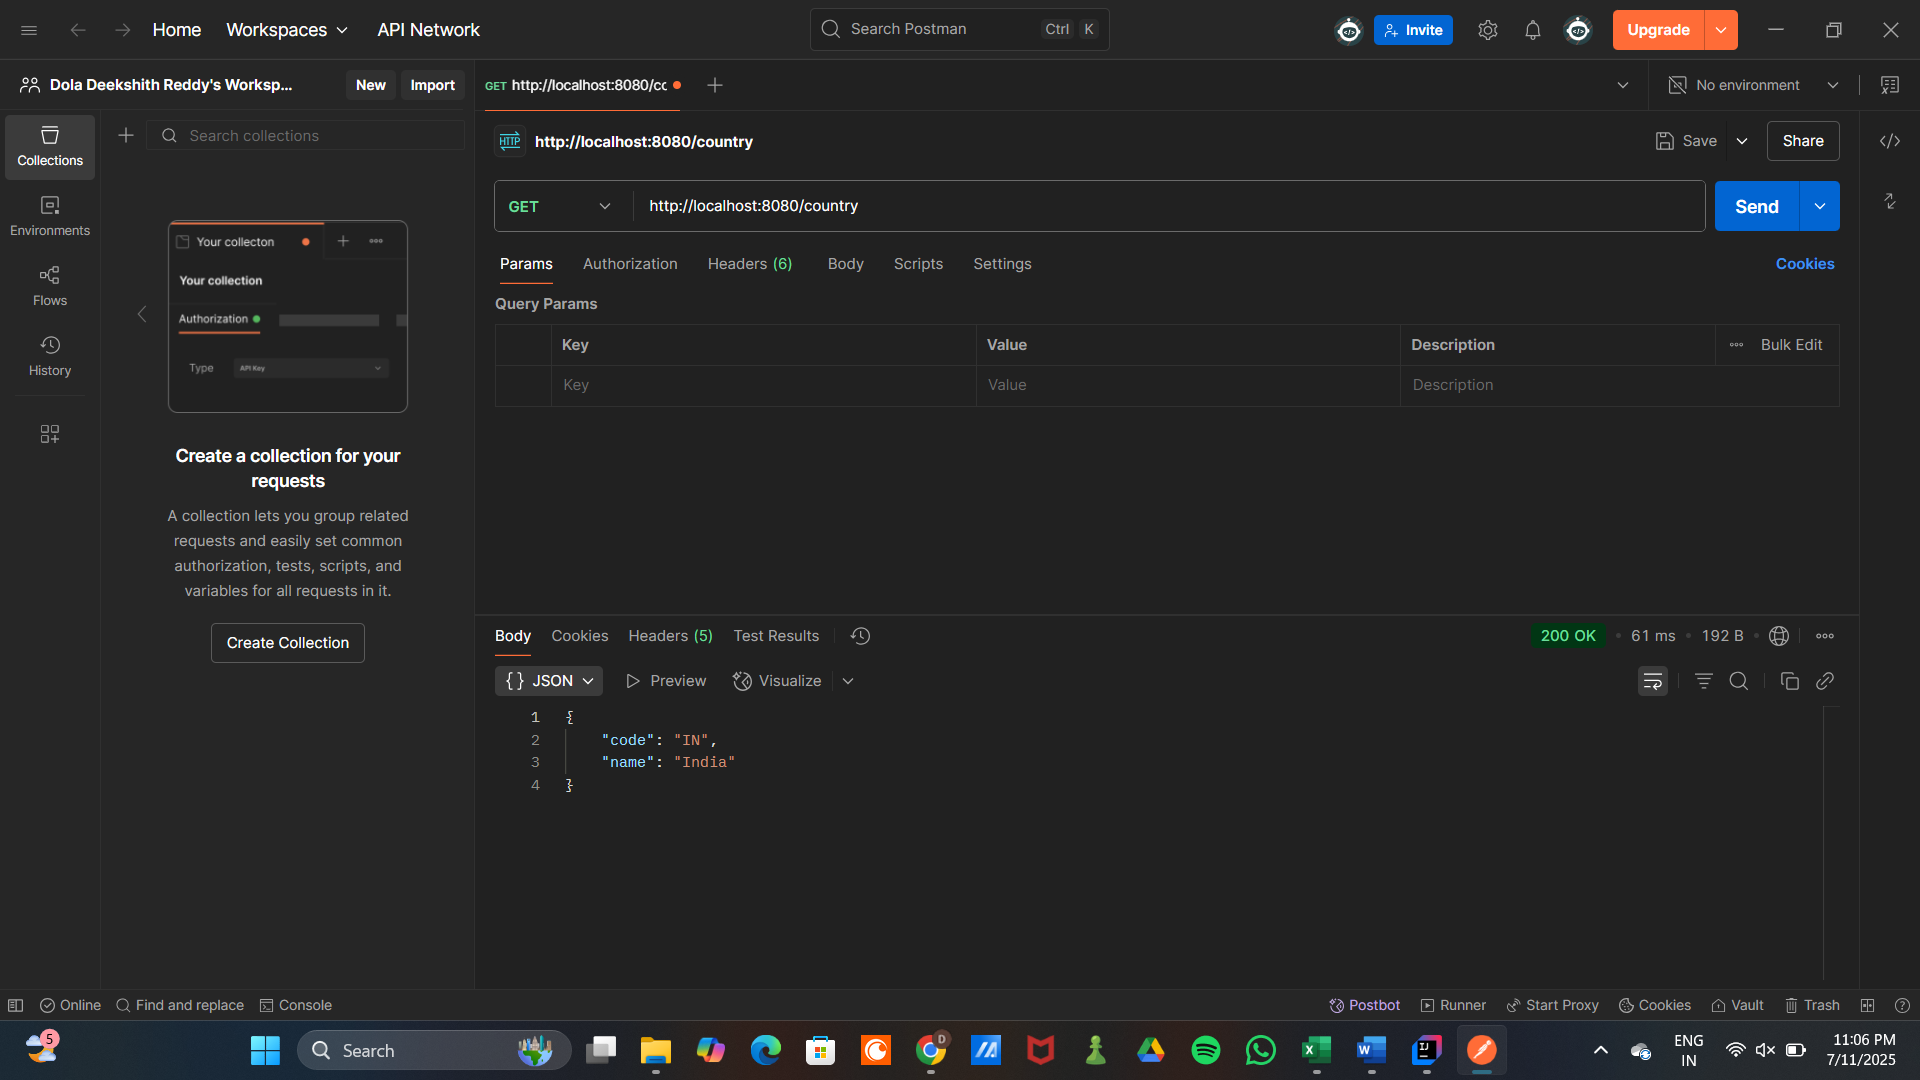 Home
Workspaces
API Network
Search Postman
Ctrl K
Invite
Upgrade
Dola Deekshith Reddy's Worksp...
New
Import
GET http://localhost:8080/cc
No environment
Collections
Environments
Flows
History
Search collections
Your collecton
Your collection
Authorization
Type
API Key
Create a collection for your
requests
A collection lets you group related
requests and easily set common
authorization, tests, scripts, and
variables for all requests in it.
Create Collection
HTTP
http://localhost:8080/country
Save
Share
GET
http://localhost:8080/country
Send
Params
Authorization
Headers (6)
Body
Scripts
Settings
Cookies
Query Params
Key
Value
Description
Bulk Edit
Key
Value
Description
Body
Cookies
Headers (5)
Test Results
200 OK
61 ms
192 B
{} JSON
Preview
Visualize
1 {
2 "code": "IN",
3 "name": "India"
4 }
Online
Find and replace
Console
Postbot
Runner
Start Proxy
Cookies
Vault
Trash
5
Search
D
ENG
IN
11:06 PM
7/11/2025